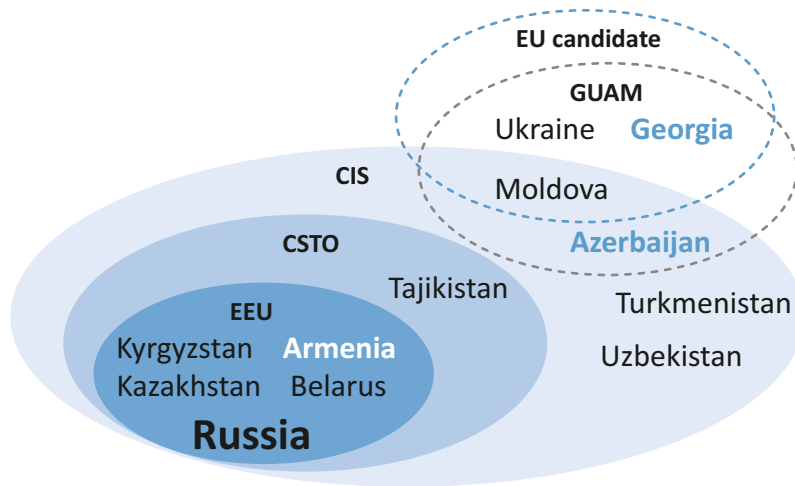 EU candidate
GUAM
Ukraine Georgia
CIS
Moldova
CSTO
Azerbaijan
Tajikistan
Turkmenistan
EEU
Kyrgyzstan Armenia
Uzbekistan
Kazakhstan Belarus
Russia